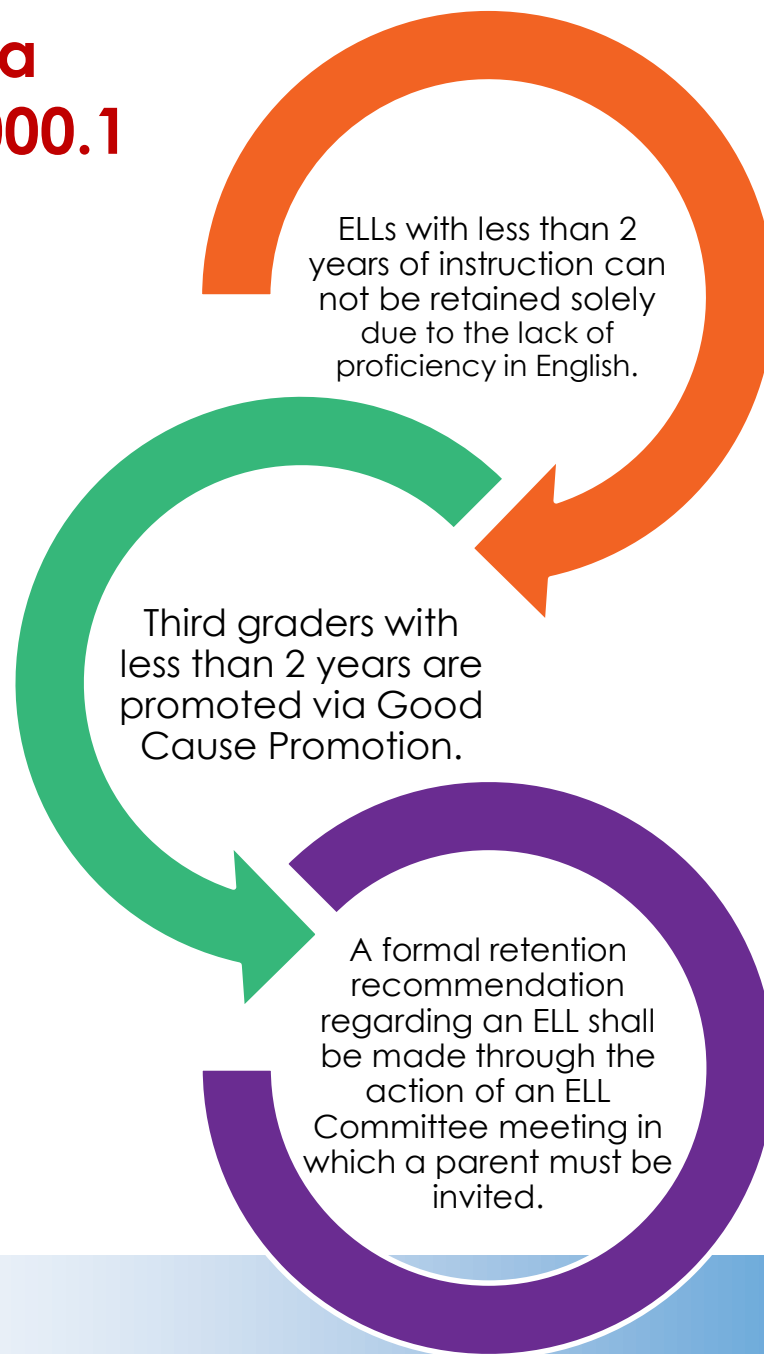 a
000.1
ELLs with less than 2
years of instruction can
not be retained solely
due to the lack of
proficiency in English.
Third graders with
less than 2 years are
promoted via Good
Cause Promotion.
A formal retention
recommendation
regarding an ELL shall
be made through the
action of an ELL
Committee meeting in
which a parent must be
invited.